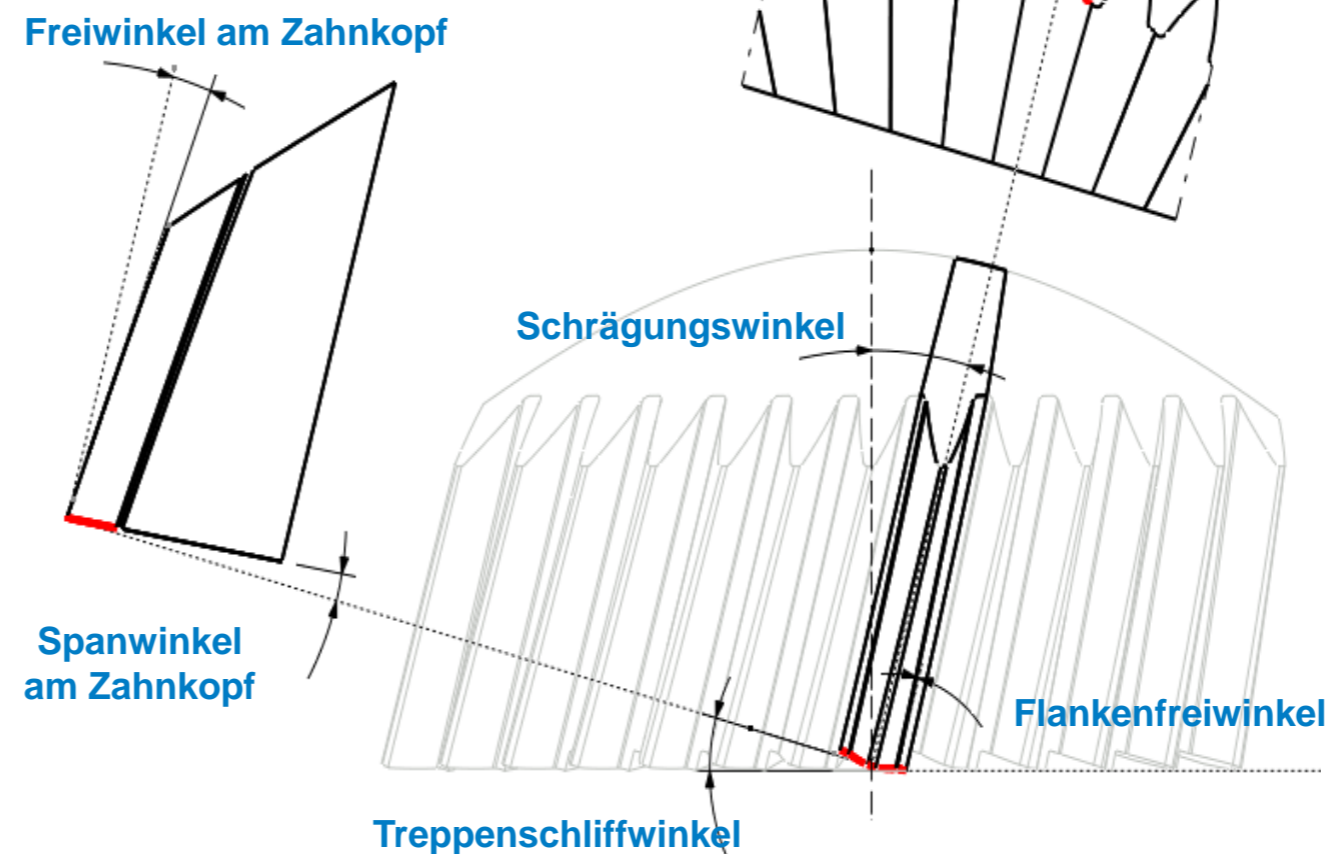 Freiwinkel am Zahnkopf
Schrägungswinkel
Spanwinkel
am Zahnkopf
Flankenfreiwinkel
Treppenschliffwinkel